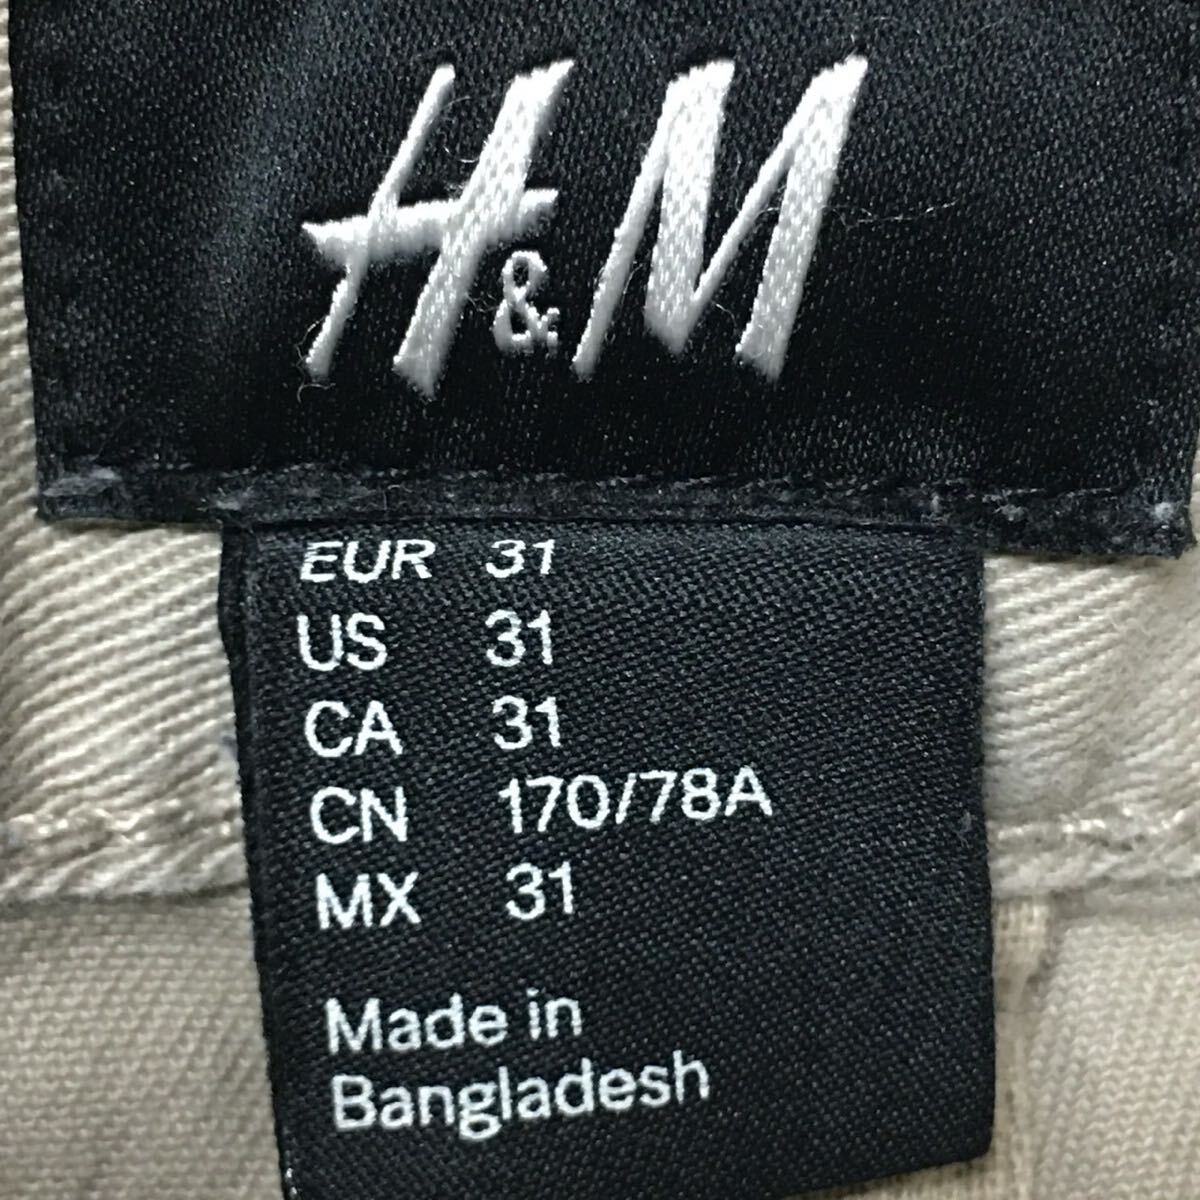 H&M
EUR 31
US 31
CA 31
CN 170/78A
MX 31
Made in
Bangladesh